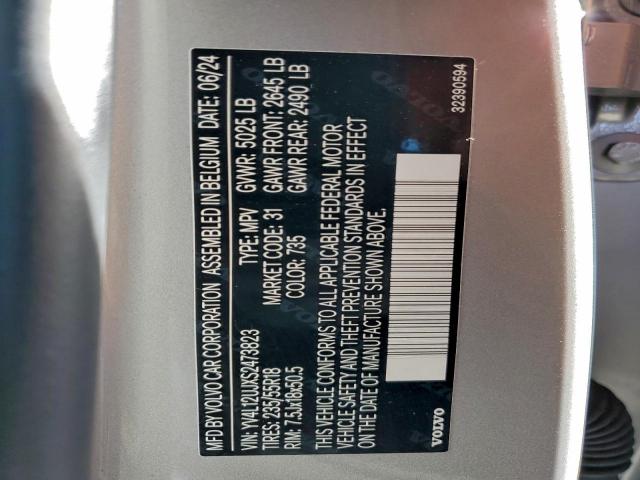 MFD BY VOLVO CAR CORPORATION ASSEMBLED IN BELGIUM DATE: 06/24
VIN: YV4L12UJXS2473823 TYPE: MPV GVWR: 5025 LB
TIRES: 235/55R18 MARKET CODE: 31 GAWR FRONT: 2645 LB
RIM: 7.5Jx18x50.5 COLOR: 735 GAWR REAR: 2490 LB
THIS VEHICLE CONFORMS TO ALL APPLICABLE FEDERAL MOTOR
VEHICLE SAFETY AND THEFT PREVENTION STANDARDS IN EFFECT
ON THE DATE OF MANUFACTURE SHOWN ABOVE.
VOLVO 32390594